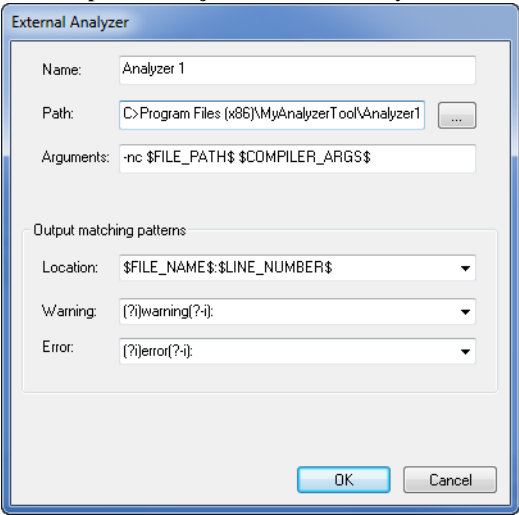 External Analyzer
Name: Analyzer 1
Path: C>Program Files (x86)\MyAnalyzerTool\Analyzer1 ...
Arguments: -nc $FILE_PATH$ $COMPILER_ARGS$
Output matching patterns
Location: $FILE_NAME$:$LINE_NUMBER$
Warning: (?i)warning(?-i):
Error: (?i)error(?-i):
OK Cancel